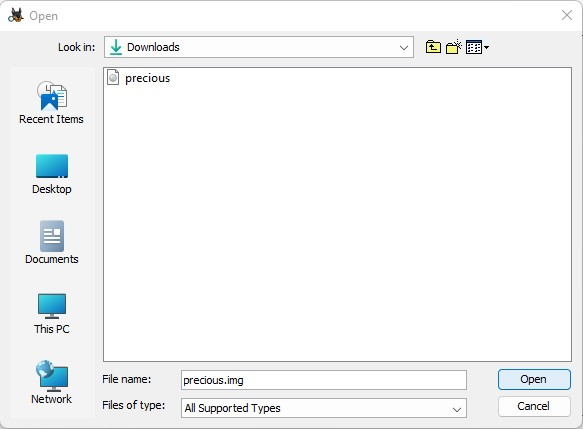 Open
Look in:
Downloads
precious
Recent Items
Desktop
Documents
This PC
Network
File name:
precious.img
Open
Files of type:
All Supported Types
Cancel